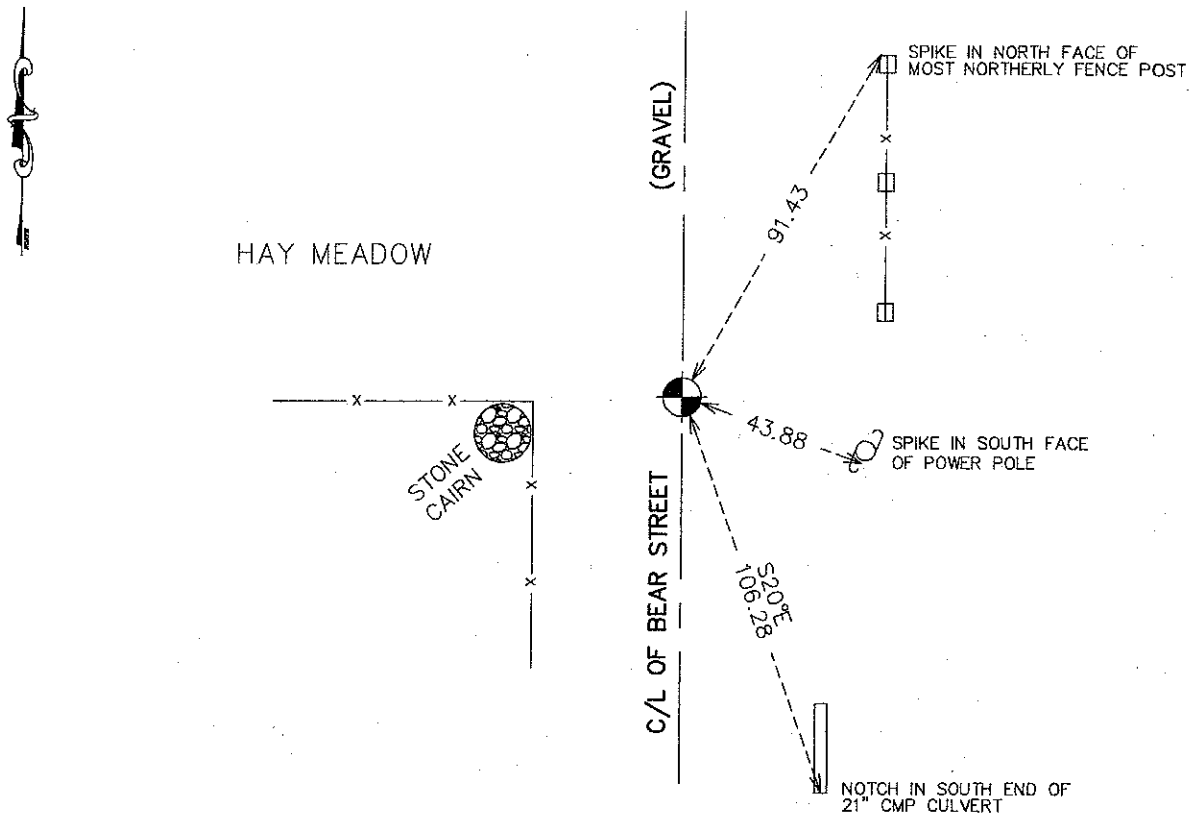 SPIKE IN NORTH FACE OF
MOST NORTHERLY FENCE POST
(GRAVEL)
91.43
HAY MEADOW
x
x
x
x
43.88
SPIKE IN SOUTH FACE
OF POWER POLE
STONE
CAIRN
x
x
C/L OF BEAR STREET
S20°E
106.28
NOTCH IN SOUTH END OF
21" CMP CULVERT